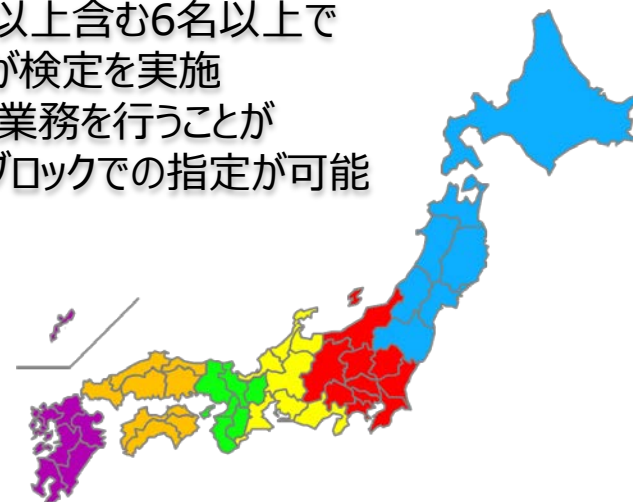 以上含む6名以上で
が検定を実施
業務を行うことが
ブロックでの指定が可能